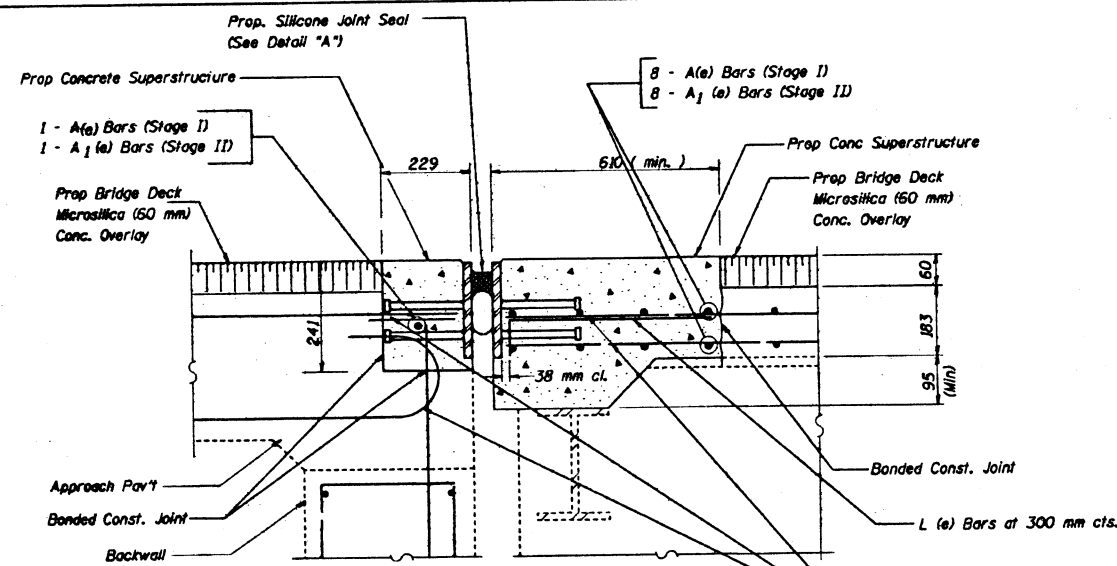 Prop. Silicone Joint Seal
(See Detail "A")
Prop Concrete Superstructure
8 - A(e) Bars (Stage I)
8 - A1 (e) Bars (Stage II)
1 - A(e) Bars (Stage I)
1 - A1 (e) Bars (Stage II)
229
610 ( min. )
Prop Conc Superstructure
Prop Bridge Deck
Microsilica (60 mm)
Conc. Overlay
Prop Bridge Deck
Microsilica (60 mm)
Conc. Overlay
60
241
183
38 mm cl.
95
(Min)
Approach Pav't
Bonded Const. Joint
Bonded Const. Joint
L (e) Bars at 300 mm cts.
Backwall